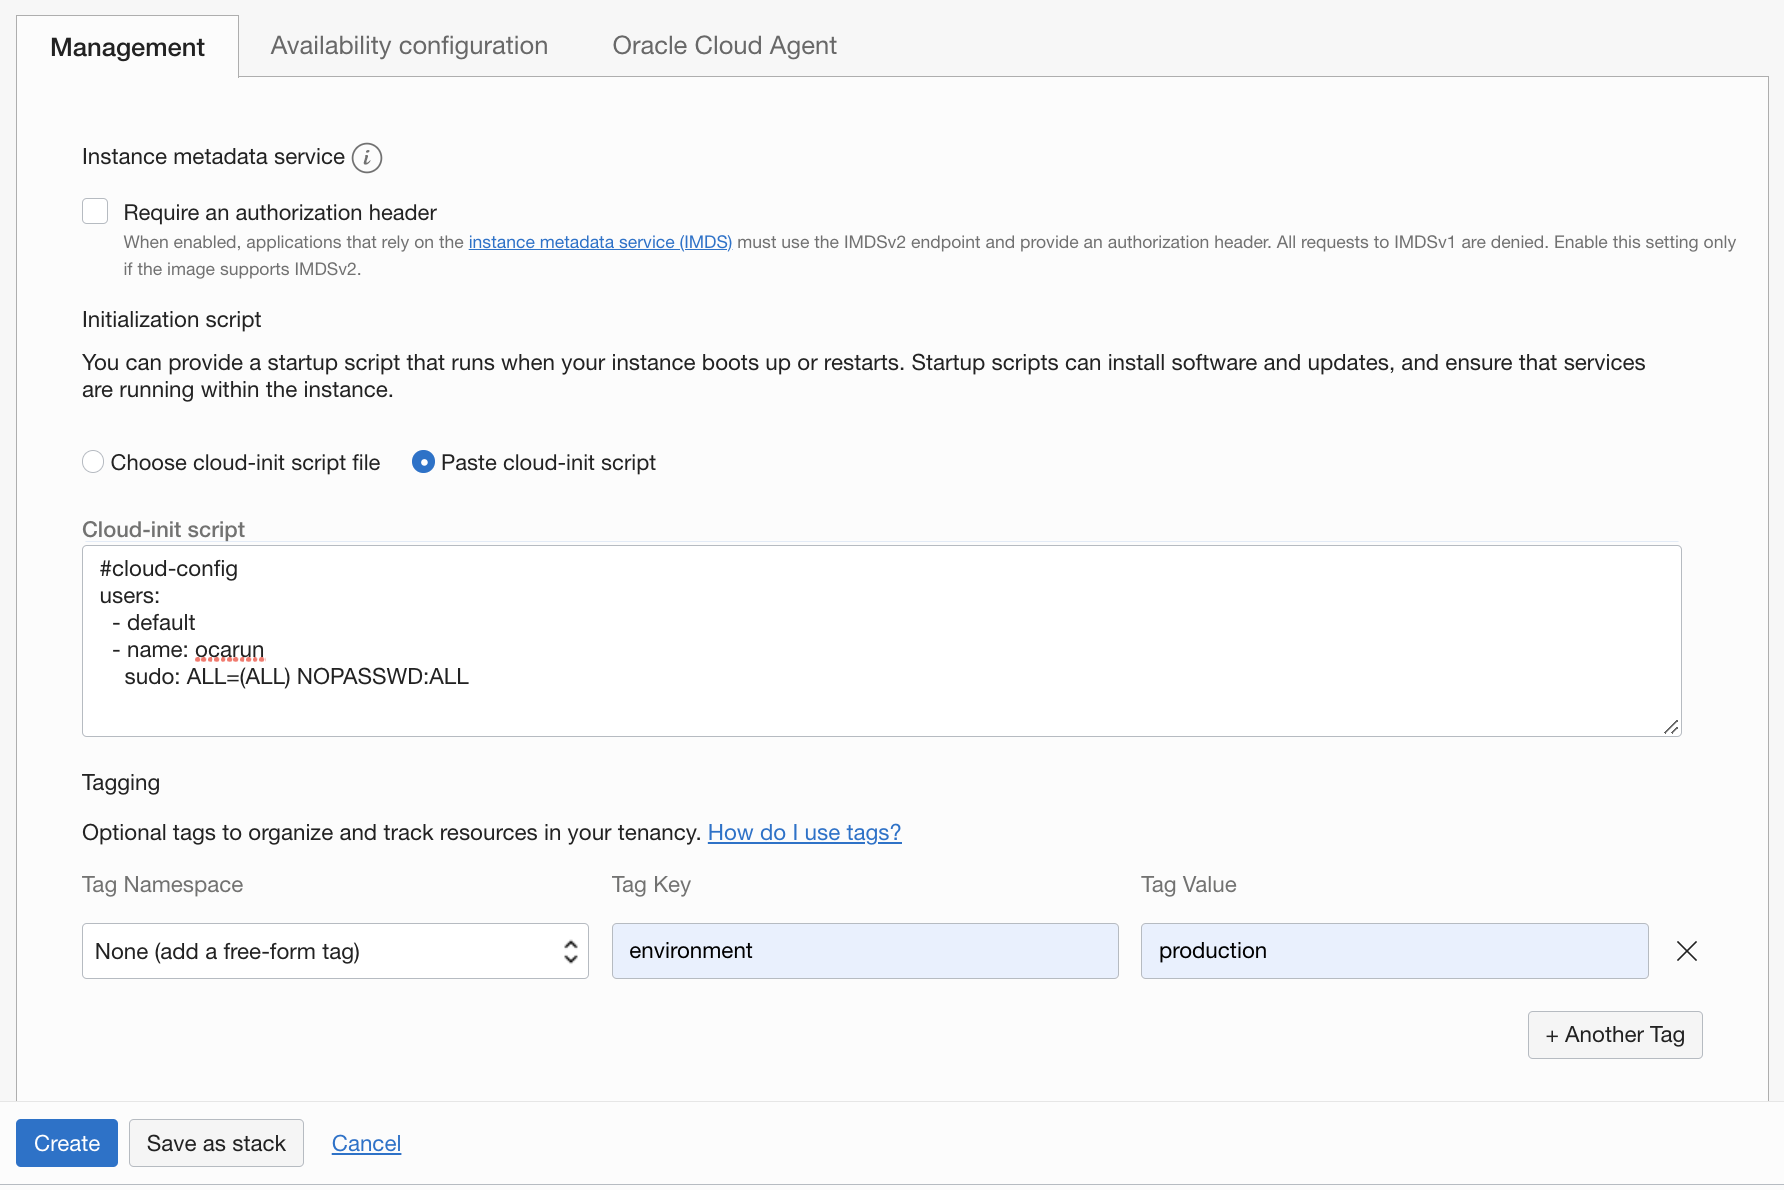 Management
Availability configuration
Oracle Cloud Agent
Instance metadata service i
Require an authorization header
When enabled, applications that rely on the instance metadata service (IMDS) must use the IMDSv2 endpoint and provide an authorization header. All requests to IMDSv1 are denied. Enable this setting only
if the image supports IMDSv2.
Initialization script
You can provide a startup script that runs when your instance boots up or restarts. Startup scripts can install software and updates, and ensure that services
are running within the instance.
Choose cloud-init script file
Paste cloud-init script
Cloud-init script
#cloud-config
users:
  - default
  - name: ocarun
    sudo: ALL=(ALL) NOPASSWD:ALL
Tagging
Optional tags to organize and track resources in your tenancy. How do I use tags?
Tag Namespace
Tag Key
Tag Value
None (add a free-form tag)
environment
production
+ Another Tag
Create
Save as stack
Cancel